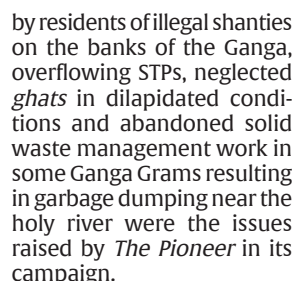 by residents of illegal shanties
on the banks of the Ganga,
overflowing STPs, neglected
ghats in dilapidated condi-
tions and abandoned solid
waste management work in
some Ganga Grams resulting
in garbage dumping near the
holy river were the issues
raised by The Pioneer in its
campaign.